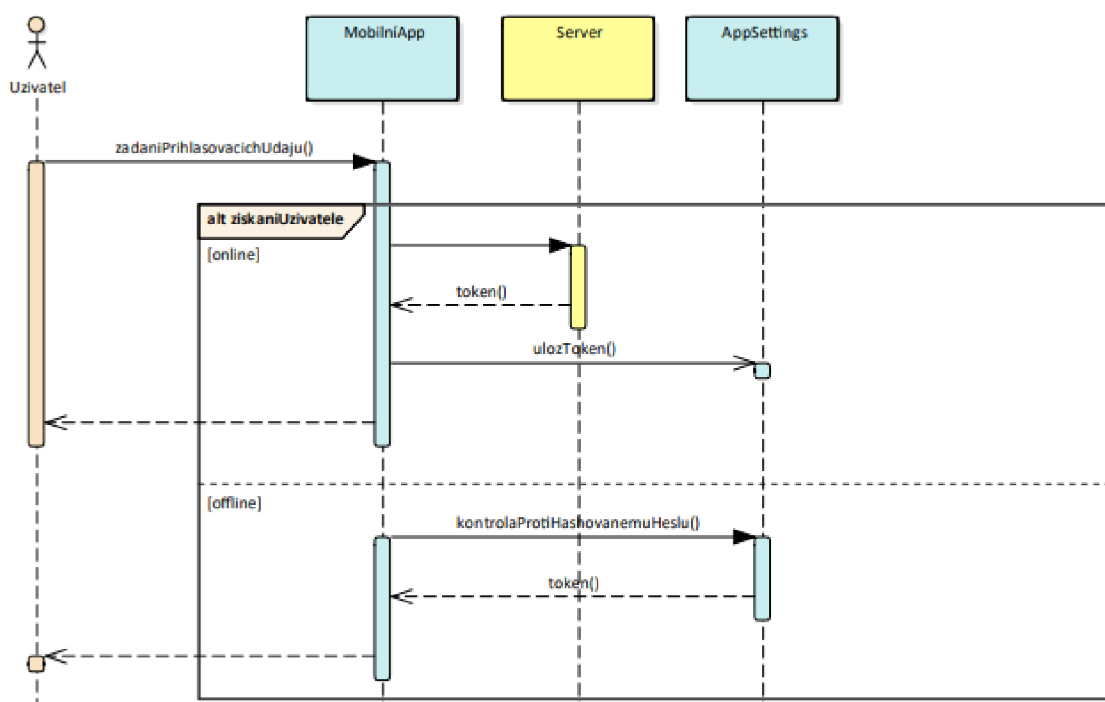 MobilníApp
Server
AppSettings
Uzivatel
zadaniPrihlasovacichUdaju()
alt ziskaniUzivatele
[online]
token()
ulozToken()
[offline]
kontrolaProtiHashovanemuHeslu()
token()